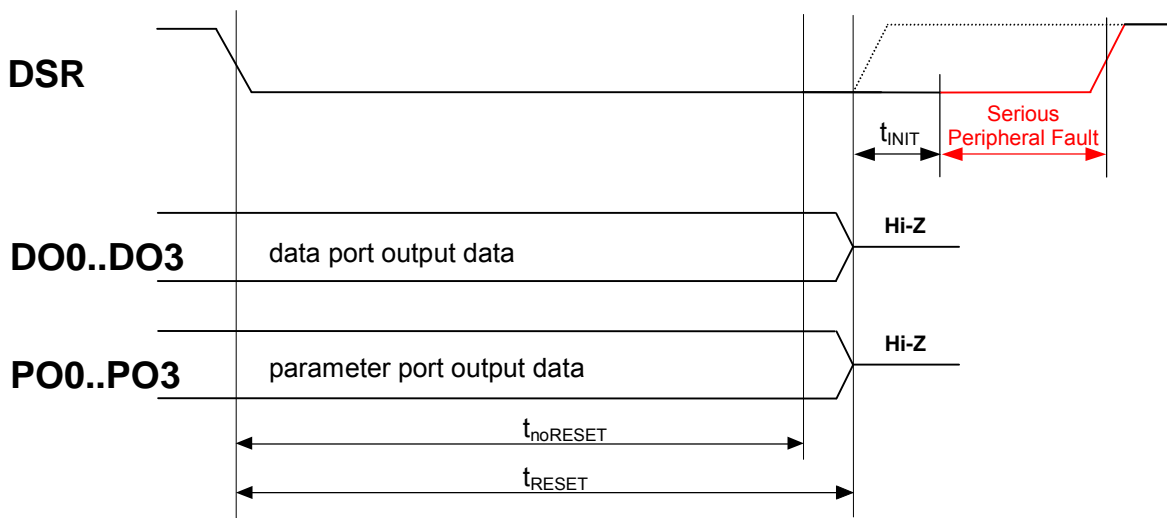 DSR
Serious
Peripheral Fault
tINIT
DO0..DO3
data port output data
Hi-Z
PO0..PO3
parameter port output data
Hi-Z
tnoRESET
tRESET